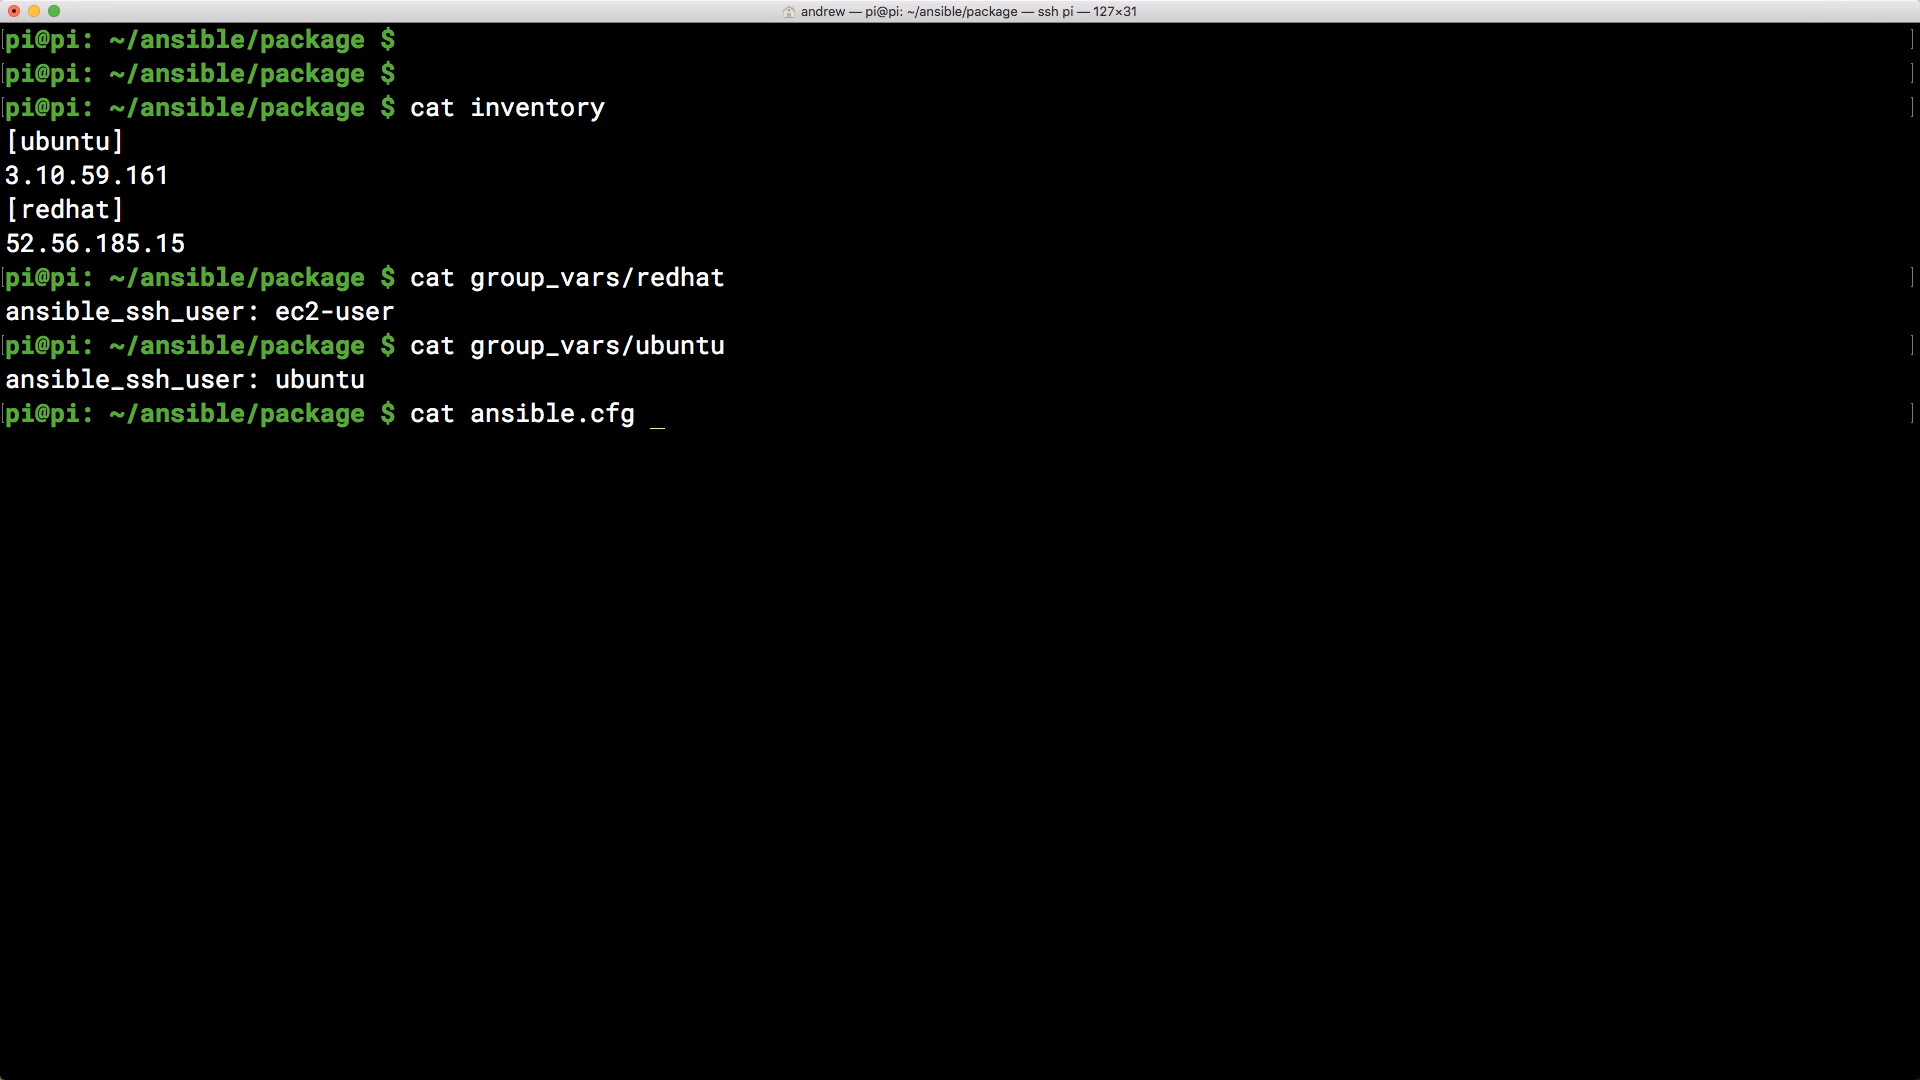 andrew — pi@pi: ~/ansible/package — ssh pi — 127×31
[pi@pi: ~/ansible/package $ ]
[pi@pi: ~/ansible/package $ ]
[pi@pi: ~/ansible/package $ cat inventory ]
[ubuntu]
3.10.59.161
[redhat]
52.56.185.15
[pi@pi: ~/ansible/package $ cat group_vars/redhat ]
ansible_ssh_user: ec2-user
[pi@pi: ~/ansible/package $ cat group_vars/ubuntu ]
ansible_ssh_user: ubuntu
[pi@pi: ~/ansible/package $ cat ansible.cfg _ ]